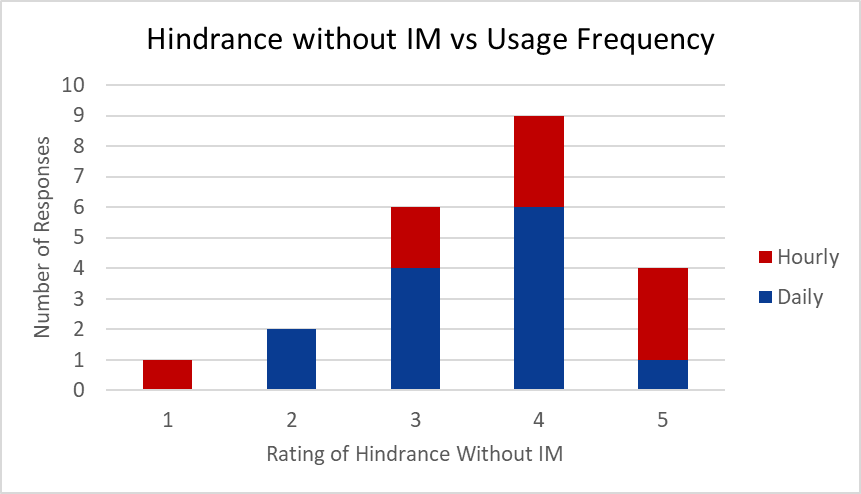 Hindrance without IM vs Usage Frequency
10
9
8
7
6
5
4
3
2
1
0
Number of Responses
1 2 3 4 5
Rating of Hindrance Without IM
Hourly
Daily